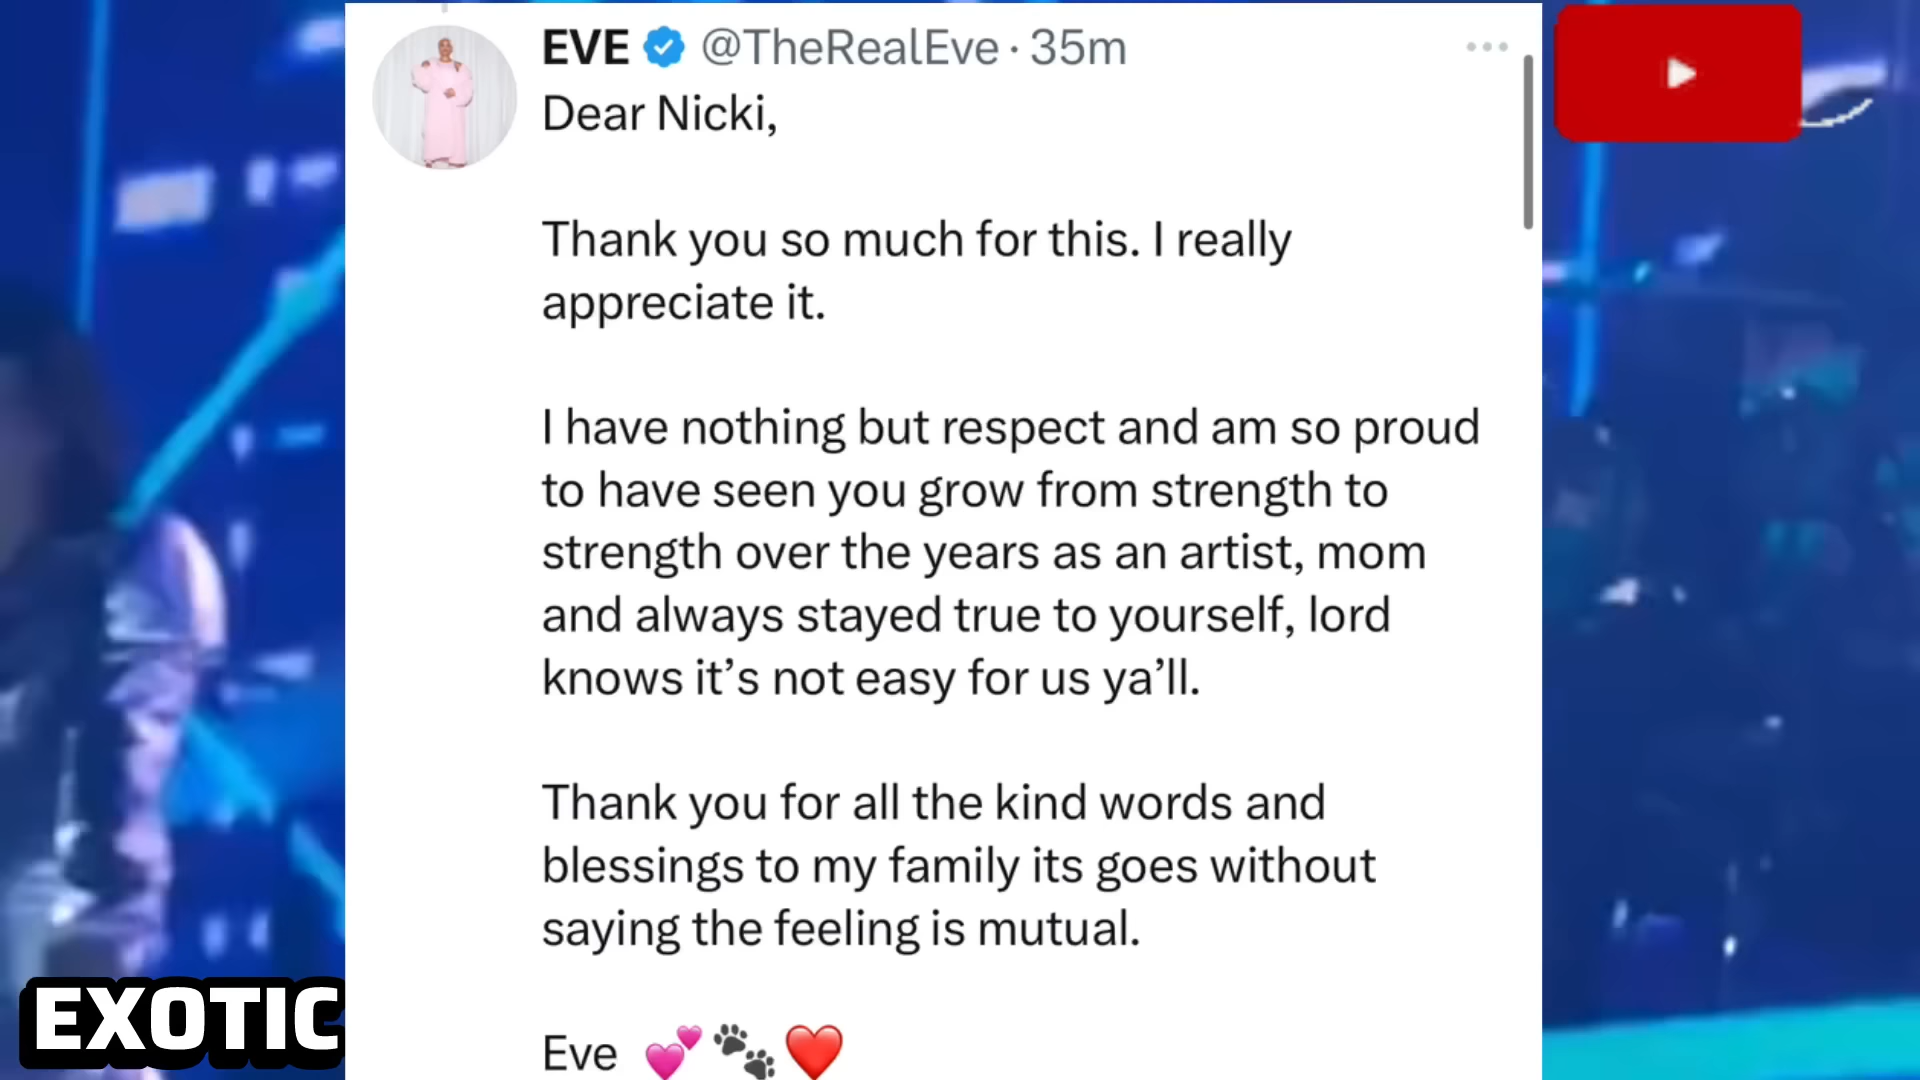 EVE @TheRealEve · 35m
Dear Nicki,
Thank you so much for this. I really
appreciate it.
I have nothing but respect and am so proud
to have seen you grow from strength to
strength over the years as an artist, mom
and always stayed true to yourself, lord
knows it’s not easy for us ya’ll.
Thank you for all the kind words and
blessings to my family its goes without
saying the feeling is mutual.
Eve 💕🐾❤️
EXOTIC